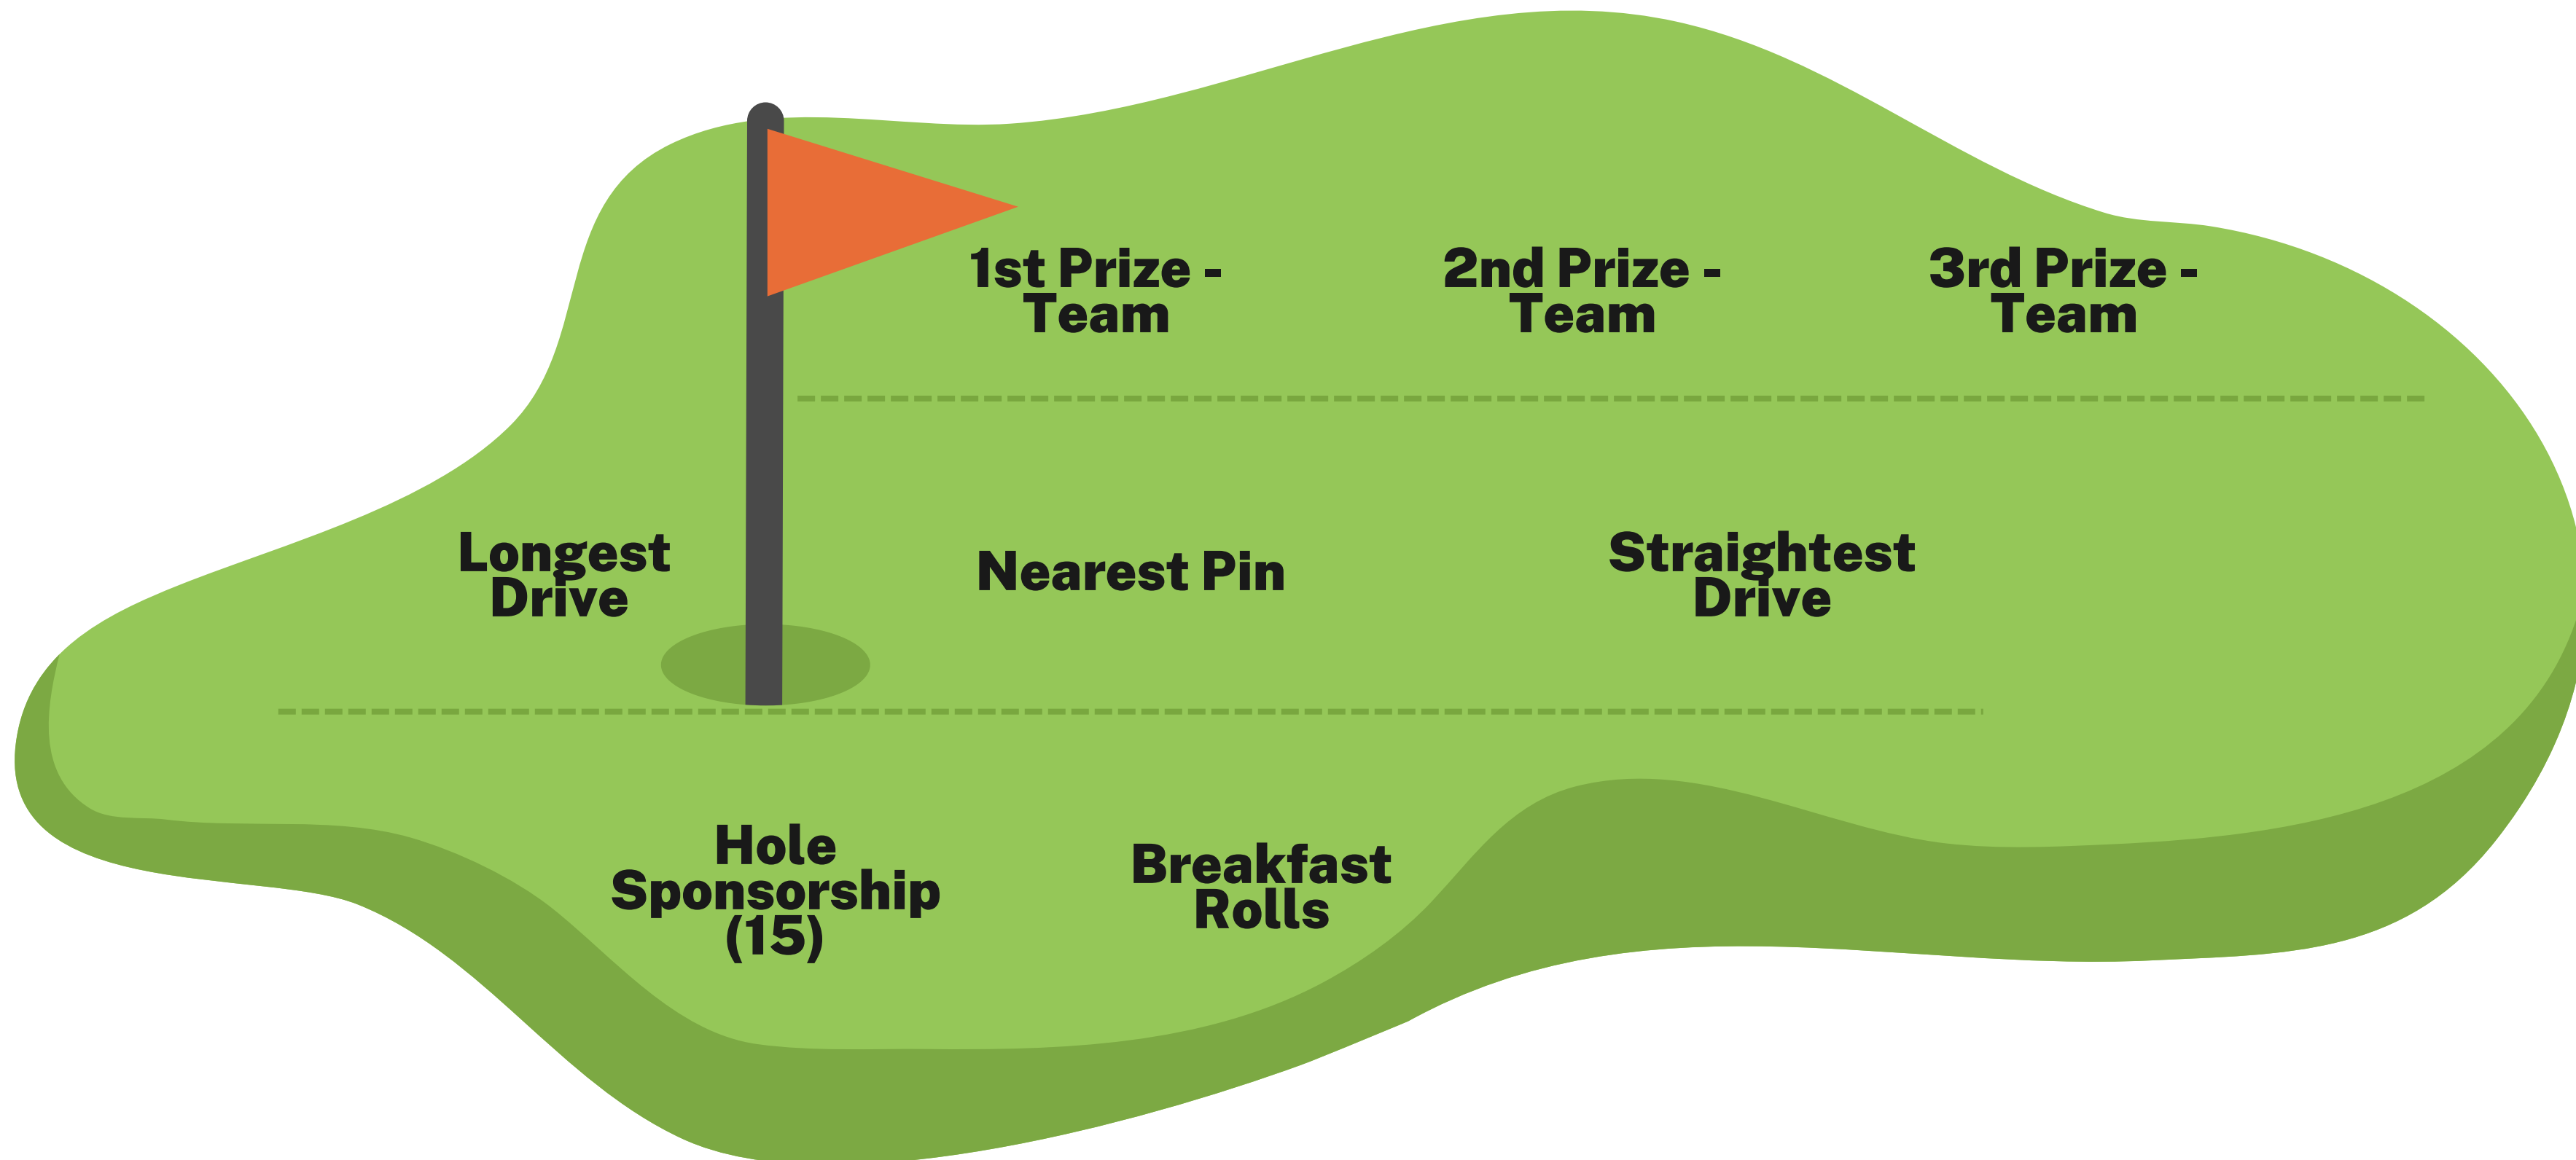 1st Prize -
Team
2nd Prize -
Team
3rd Prize -
Team
Longest
Drive
Nearest Pin
Straightest
Drive
Hole
Sponsorship
(15)
Breakfast
Rolls